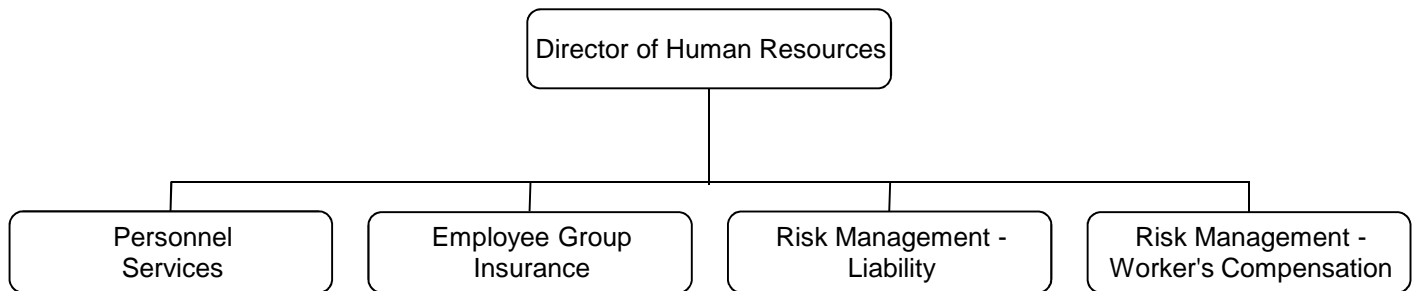 Director of Human Resources
Personnel
Services
Employee Group
Insurance
Risk Management -
Liability
Risk Management -
Worker's Compensation